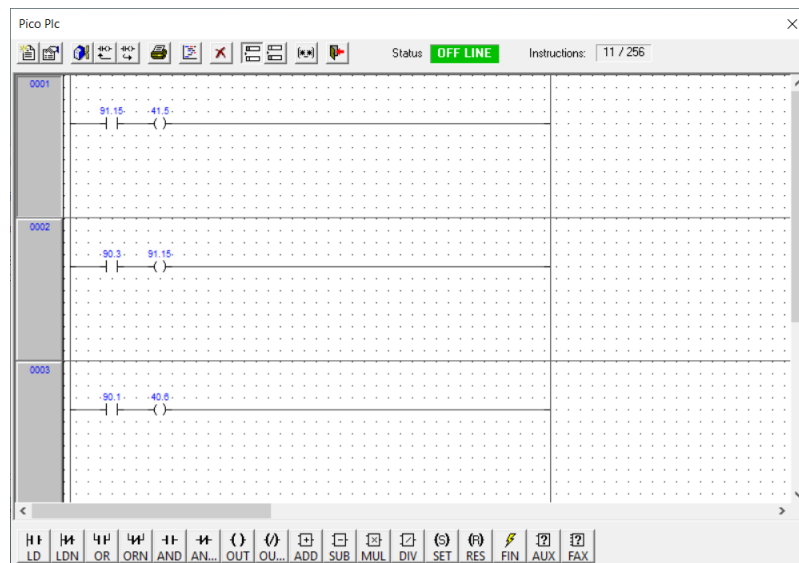 Pico Plc
Status OFF LINE Instructions: 11 / 256
0001
91.15 41.5
0002
90.3 91.15
0003
90.1 40.6
LD LDN OR ORN AND AN... OUT OU... ADD SUB MUL DIV SET RES FIN AUX FAX